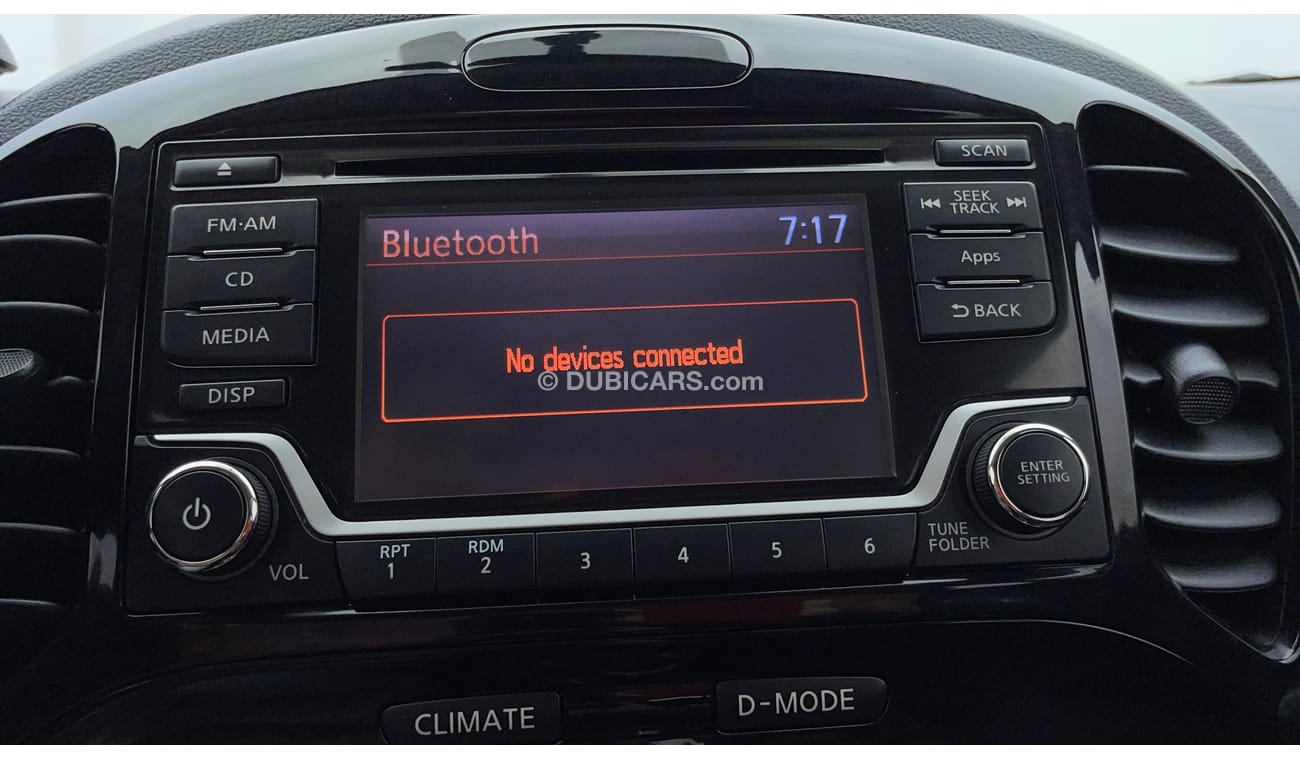 SCAN
FM·AM
CD
MEDIA
DISP
Bluetooth
7:17
No devices connected
© DUBICARS.com
SEEK
TRACK
Apps
BACK
ENTER
SETTING
TUNE
FOLDER
VOL
RPT
1
RDM
2
3
4
5
6
CLIMATE
D-MODE